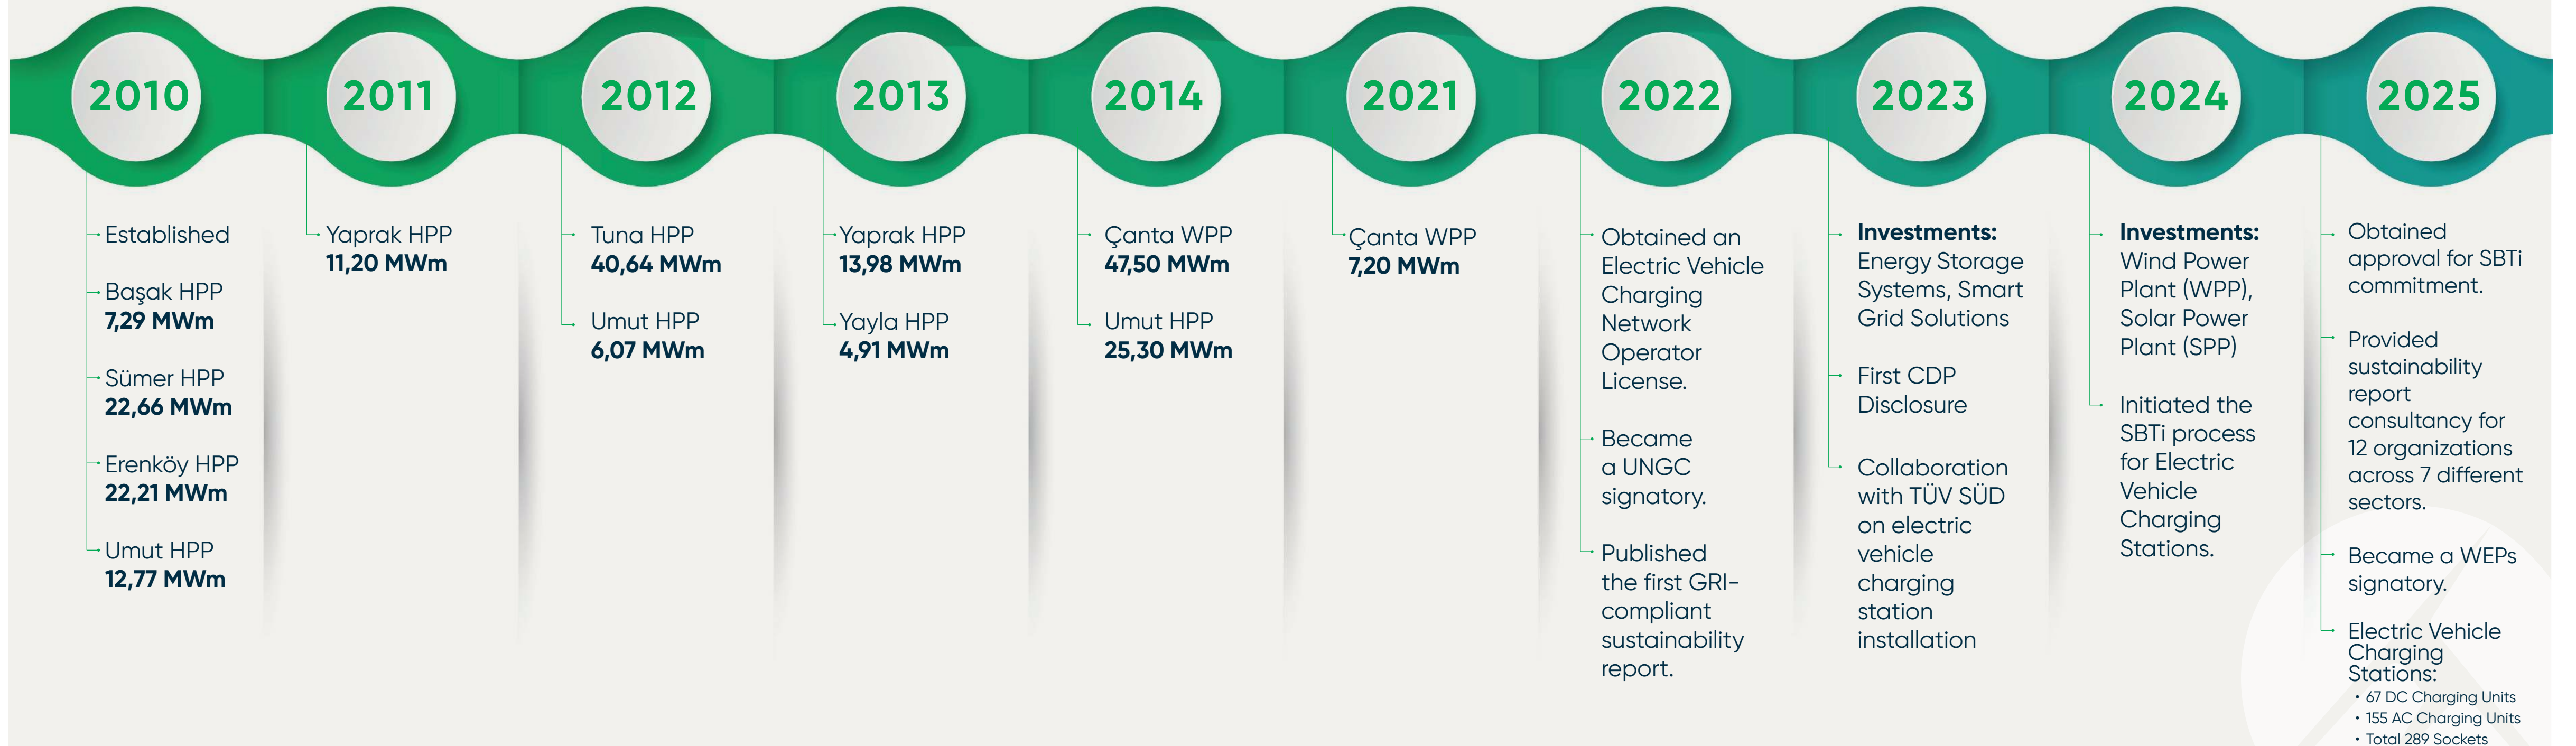 2010
Established
Başak HPP
7,29 MWm
Sümer HPP
22,66 MWm
Erenköy HPP
22,21 MWm
Umut HPP
12,77 MWm
2011
Yaprak HPP
11,20 MWm
2012
Tuna HPP
40,64 MWm
Umut HPP
6,07 MWm
2013
Yaprak HPP
13,98 MWm
Yayla HPP
4,91 MWm
2014
Çanta WPP
47,50 MWm
Umut HPP
25,30 MWm
2021
Çanta WPP
7,20 MWm
2022
Obtained an
Electric Vehicle
Charging
Network
Operator
License.
Became
a UNGC
signatory.
Published
the first GRI-
compliant
sustainability
report.
2023
Investments:
Energy Storage
Systems, Smart
Grid Solutions
First CDP
Disclosure
Collaboration
with TÜV SÜD
on electric
vehicle
charging
station
installation
2024
Investments:
Wind Power
Plant (WPP),
Solar Power
Plant (SPP)
Initiated the
SBTi process
for Electric
Vehicle
Charging
Stations.
2025
Obtained
approval for SBTi
commitment.
Provided
sustainability
report
consultancy for
12 organizations
across 7 different
sectors.
Became a WEPs
signatory.
Electric Vehicle
Charging
Stations:
• 67 DC Charging Units
• 155 AC Charging Units
• Total 289 Sockets